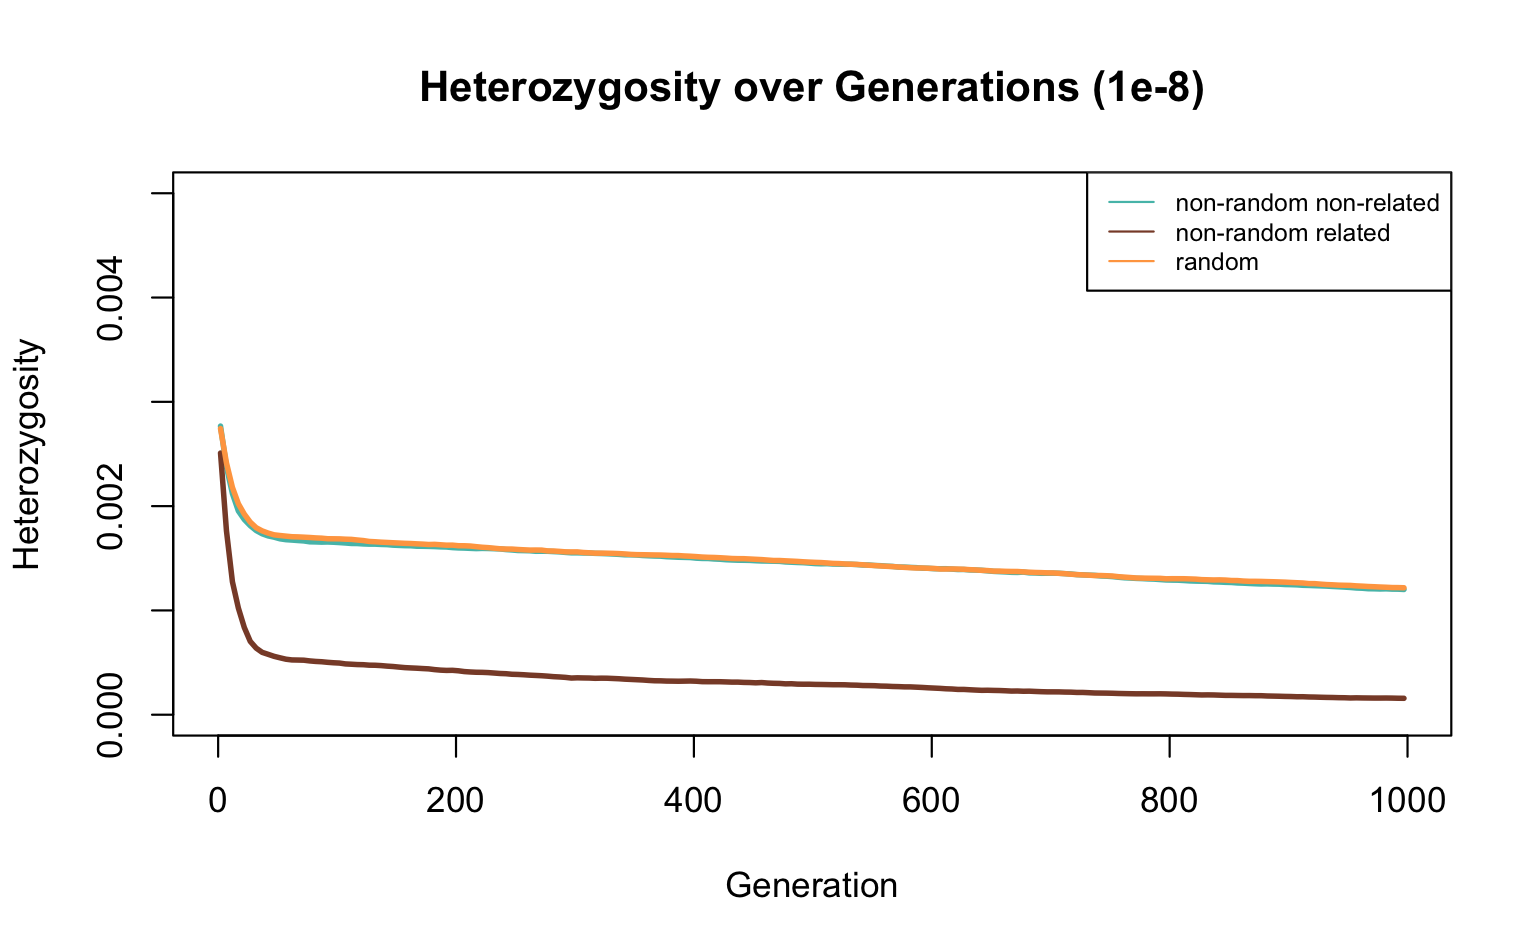 Heterozygosity over Generations (1e-8)
non-random non-related
non-random related
random
Heterozygosity
0.004
0.002
0.000
0 200 400 600 800 1000
Generation